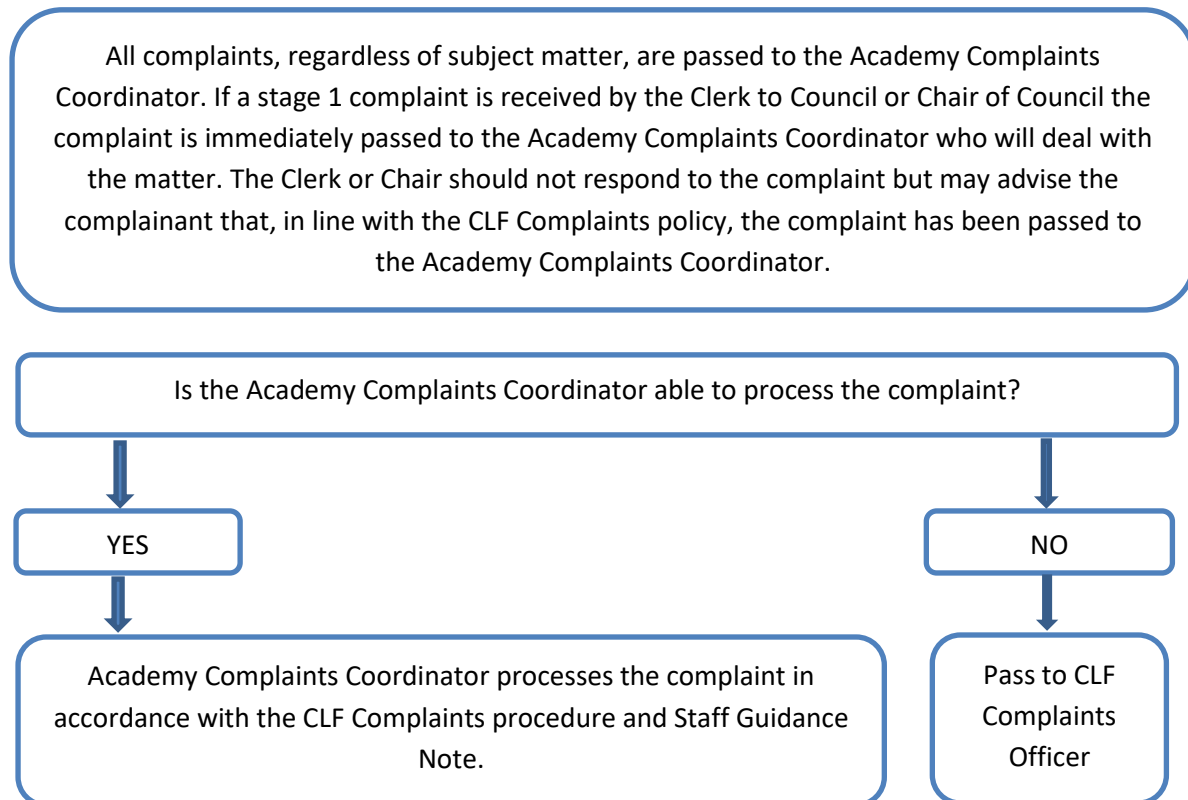 All complaints, regardless of subject matter, are passed to the Academy Complaints
Coordinator. If a stage 1 complaint is received by the Clerk to Council or Chair of Council the
complaint is immediately passed to the Academy Complaints Coordinator who will deal with
the matter. The Clerk or Chair should not respond to the complaint but may advise the
complainant that, in line with the CLF Complaints policy, the complaint has been passed to
the Academy Complaints Coordinator.
Is the Academy Complaints Coordinator able to process the complaint?
YES
NO
Academy Complaints Coordinator processes the complaint in
accordance with the CLF Complaints procedure and Staff Guidance
Note.
Pass to CLF
Complaints
Officer